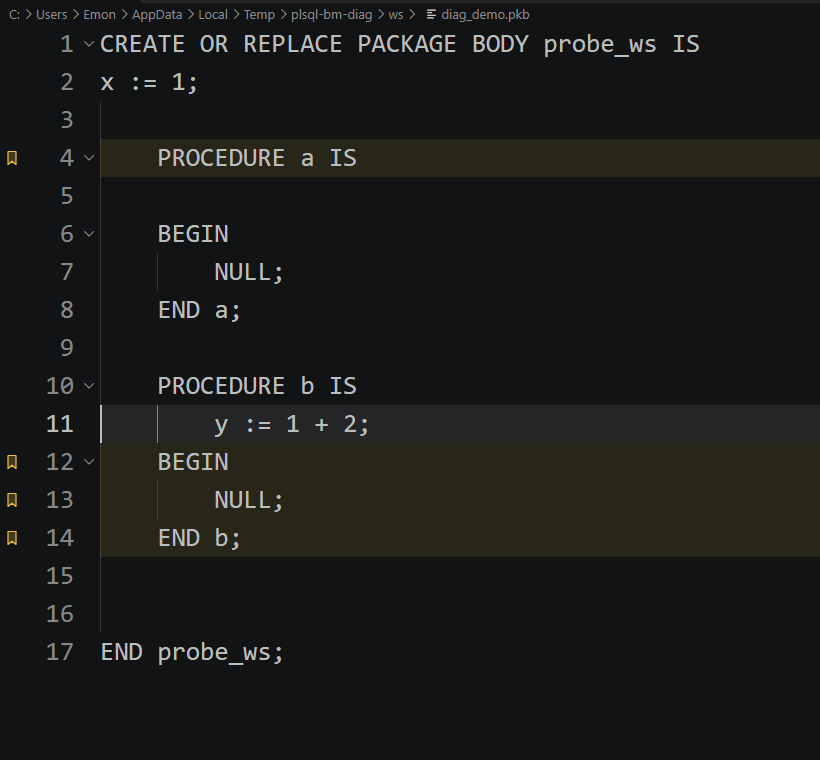 C: > Users > Emon > AppData > Local > Temp > plsql-bm-diag > ws > diag_demo.pkb
1 CREATE OR REPLACE PACKAGE BODY probe_ws IS
2 x := 1;
3
4     PROCEDURE a IS
5
6     BEGIN
7         NULL;
8     END a;
9
10     PROCEDURE b IS
11         y := 1 + 2;
12     BEGIN
13         NULL;
14     END b;
15
16
17 END probe_ws;